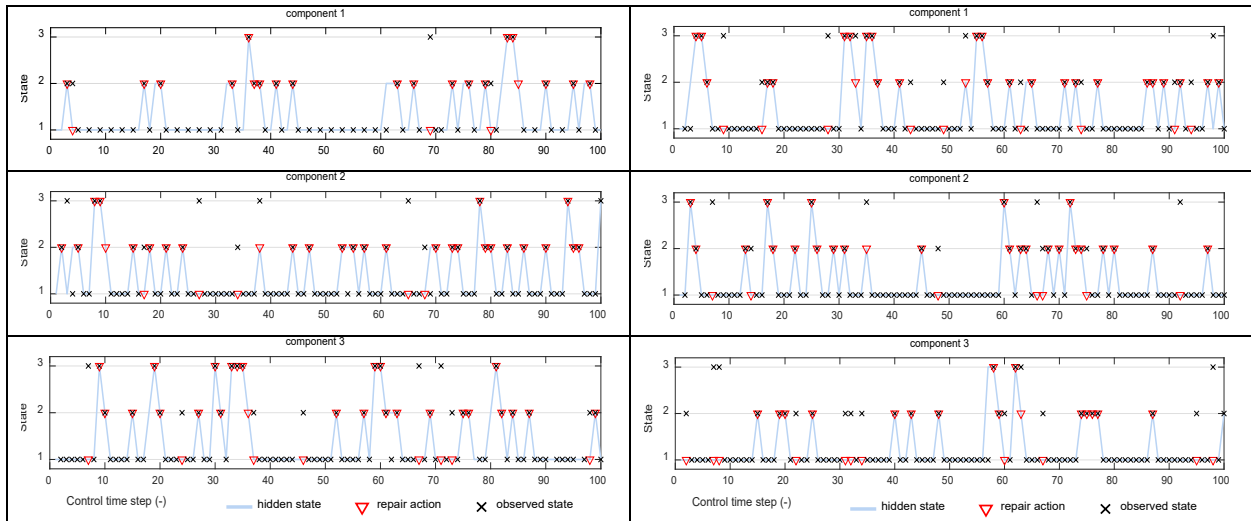 component 1
3
State
2
1
0 10 20 30 40 50 60 70 80 90 100
component 1
3
State
2
1
0 10 20 30 40 50 60 70 80 90 100
component 2
3
State
2
1
0 10 20 30 40 50 60 70 80 90 100
component 2
3
State
2
1
0 10 20 30 40 50 60 70 80 90 100
component 3
3
State
2
1
0 10 20 30 40 50 60 70 80 90 100
Control time step (-) hidden state repair action observed state
component 3
3
State
2
1
0 10 20 30 40 50 60 70 80 90 100
Control time step (-) hidden state repair action observed state